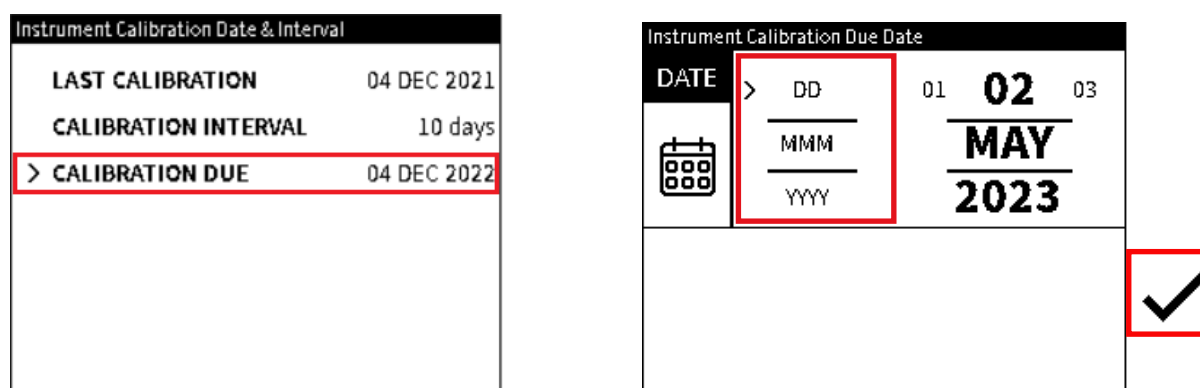 Instrument Calibration Date & Interval
LAST CALIBRATION 04 DEC 2021
CALIBRATION INTERVAL 10 days
> CALIBRATION DUE 04 DEC 2022
Instrument Calibration Due Date
DATE
> DD 01 02 03
MMM MAY
YYYY 2023